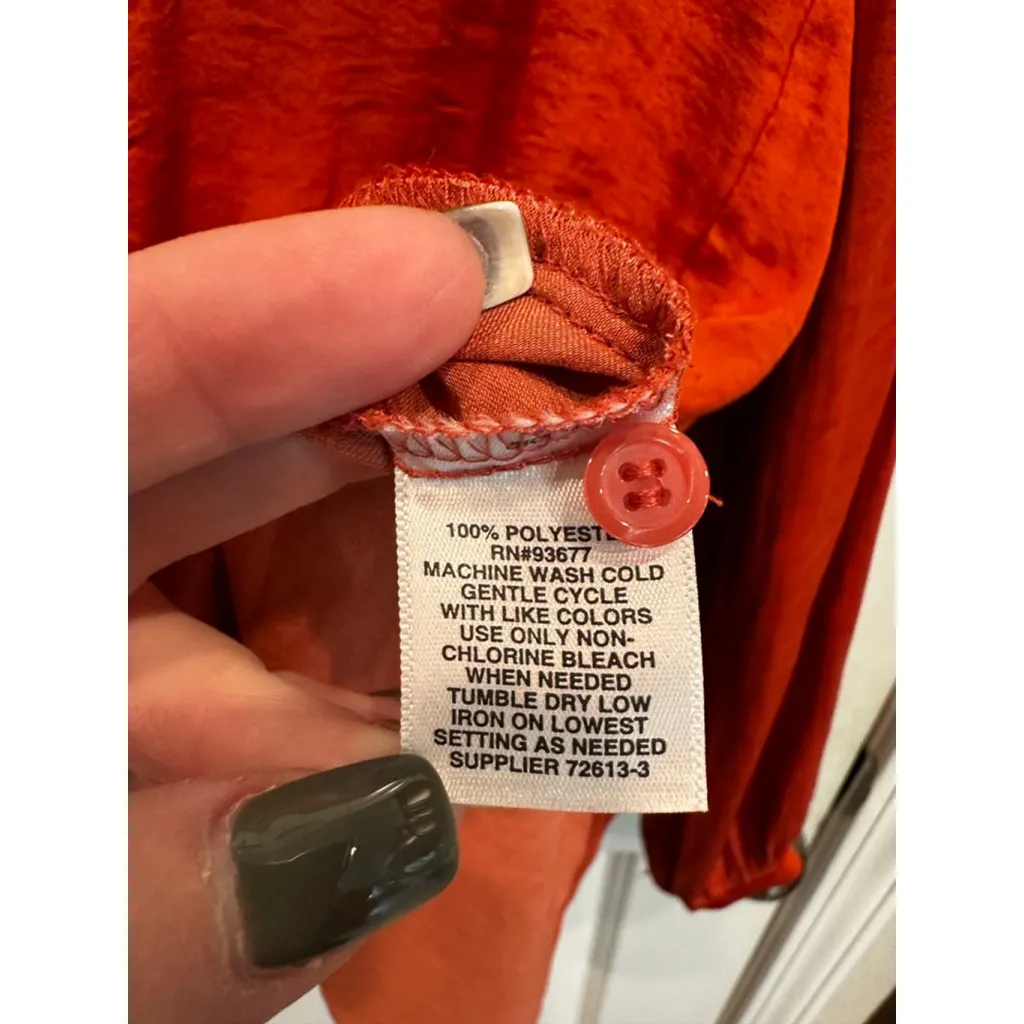 100% POLYEST
RN#93677
MACHINE WASH COLD
GENTLE CYCLE
WITH LIKE COLORS
USE ONLY NON-
CHLORINE BLEACH
WHEN NEEDED
TUMBLE DRY LOW
IRON ON LOWEST
SETTING AS NEEDED
SUPPLIER 72613-3